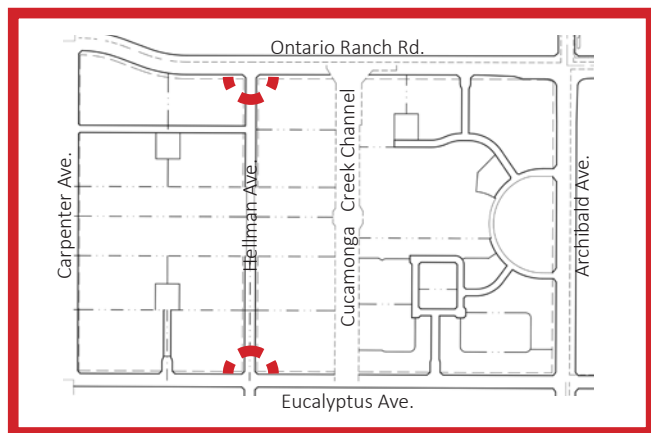 Ontario Ranch Rd.
Carpenter Ave.
Hellman Ave.
Cucamonga Creek Channel
Archibald Ave.
Eucalyptus Ave.